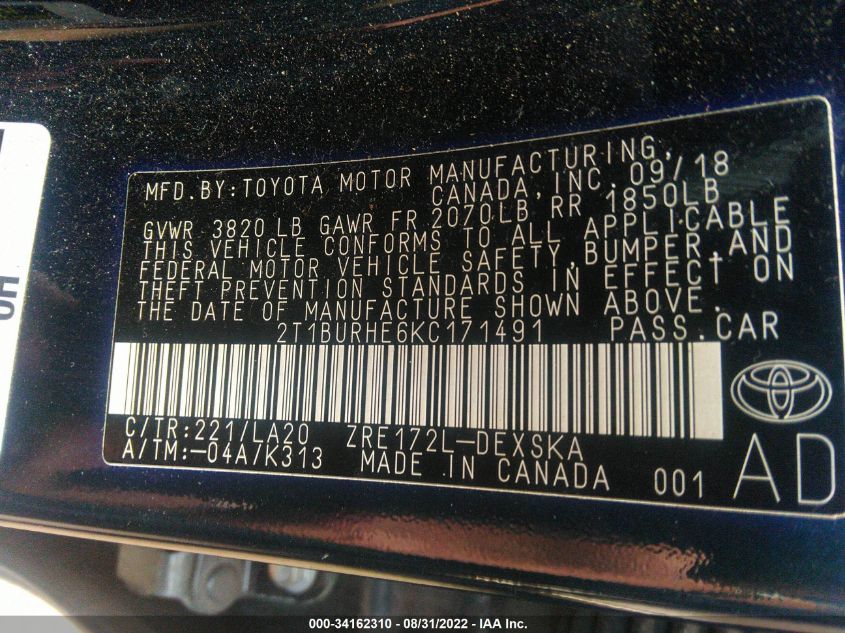 MFD.BY:TOYOTA MOTOR MANUFACTURING,
CANADA,INC. 09/18
GVWR 3820 LB GAWR FR 2070LB RR 1850LB
THIS VEHICLE CONFORMS TO ALL APPLICABLE
FEDERAL MOTOR VEHICLE SAFETY,BUMPER,AND
THEFT PREVENTION STANDARDS IN EFFECT ON
THE DATE OF MANUFACTURE SHOWN ABOVE.
2T1BURHE6KC171491 PASS.CAR
C/TR:221/LA20 ZRE172L-DEXSKA
A/TM:-04A7K313 MADE IN CANADA 001
AD
5
000-34162310 - 08/31/2022 - IAA Inc.